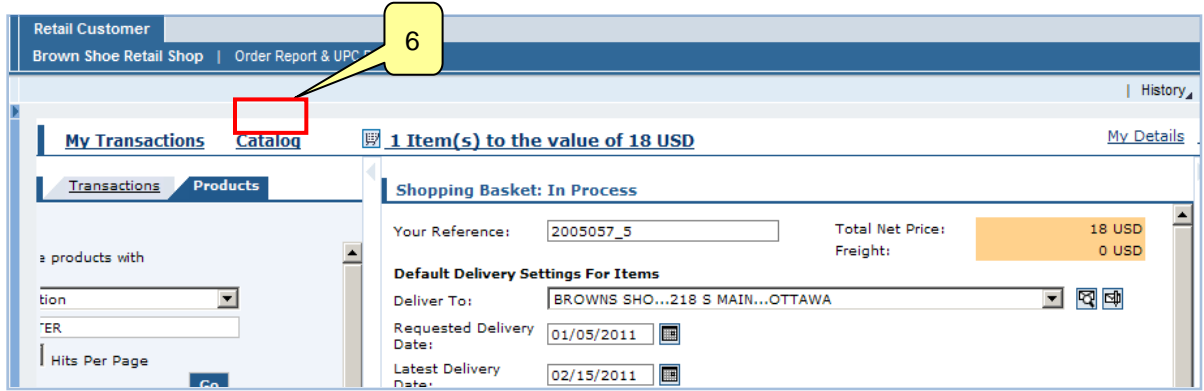 Retail Customer
6
Brown Shoe Retail Shop | Order Report & UPC
| History
My Transactions Catalog 1 Item(s) to the value of 18 USD My Details
Transactions Products
Shopping Basket: In Process
Your Reference: 2005057_5 Total Net Price: 18 USD
Freight: 0 USD
products with
Default Delivery Settings For Items
Deliver To: BROWNS SHO...218 S MAIN...OTTAWA
tion
TER
Requested Delivery
Date: 01/05/2011
Hits Per Page
Latest Delivery
Date: 02/15/2011
Go